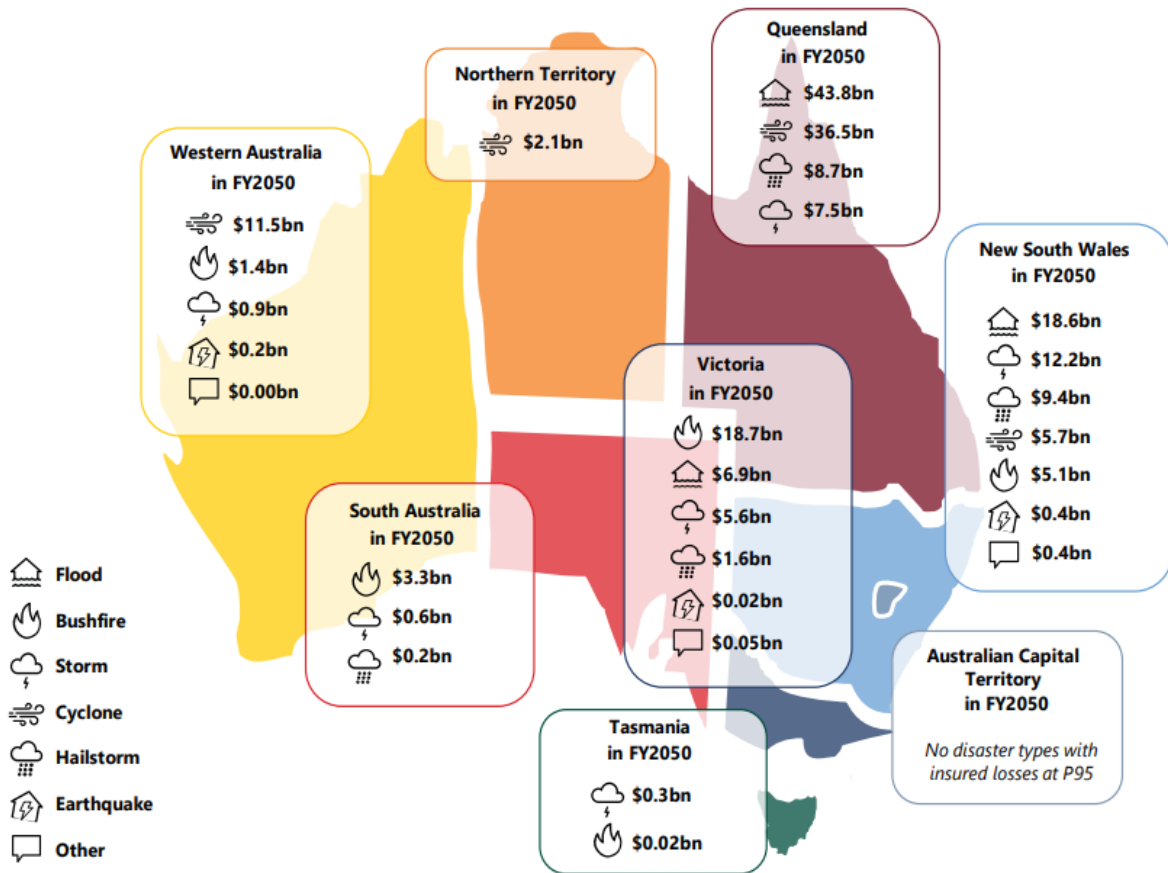 Queensland
in FY2050
$43.8bn
$36.5bn
$8.7bn
$7.5bn
Northern Territory
in FY2050
$2.1bn
Western Australia
in FY2050
$11.5bn
$1.4bn
$0.9bn
$0.2bn
$0.00bn
New South Wales
in FY2050
$18.6bn
$12.2bn
$9.4bn
$5.7bn
$5.1bn
$0.4bn
$0.4bn
Victoria
in FY2050
$18.7bn
$6.9bn
$5.6bn
$1.6bn
$0.02bn
$0.05bn
South Australia
in FY2050
$3.3bn
$0.6bn
$0.2bn
Australian Capital
Territory
in FY2050
No disaster types with
insured losses at P95
Tasmania
in FY2050
$0.3bn
$0.02bn
Flood
Bushfire
Storm
Cyclone
Hailstorm
Earthquake
Other